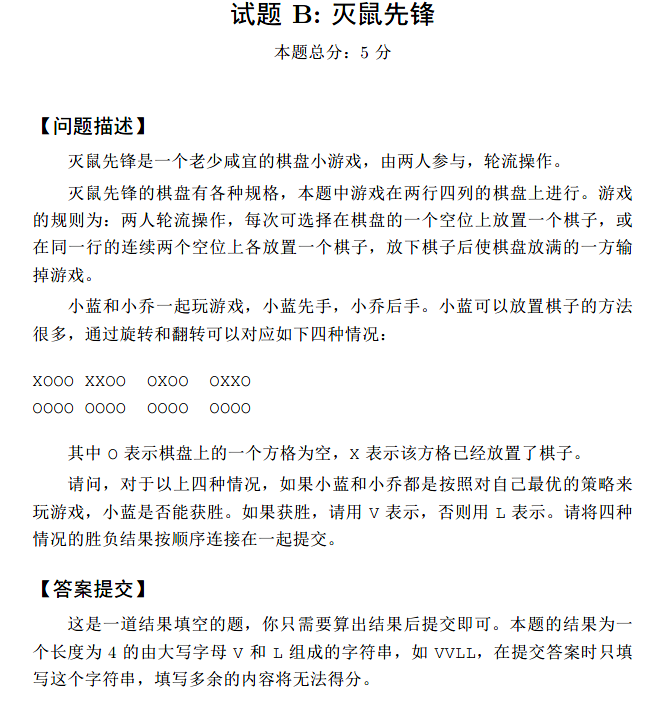 试题 B: 灭鼠先锋
本题总分：5 分
【问题描述】
灭鼠先锋是一个老少咸宜的棋盘小游戏，由两人参与，轮流操作。
灭鼠先锋的棋盘有各种规格，本题中游戏在两行四列的棋盘上进行。游戏
的规则为：两人轮流操作，每次可选择在棋盘的一个空位上放置一个棋子，或
在同一行的连续两个空位上各放置一个棋子，放下棋子后使棋盘放满的一方输
掉游戏。
小蓝和小乔一起玩游戏，小蓝先手，小乔后手。小蓝可以放置棋子的方法
很多，通过旋转和翻转可以对应如下四种情况：
XOOO XXOO OXOO OXXO
OOOO OOOO OOOO OOOO
其中 O 表示棋盘上的一个方格为空，X 表示该方格已经放置了棋子。
请问，对于以上四种情况，如果小蓝和小乔都是按照对自己最优的策略来
玩游戏，小蓝是否能获胜。如果获胜，请用 V 表示，否则用 L 表示。请将四种
情况的胜负结果按顺序连接在一起提交。
【答案提交】
这是一道结果填空的题，你只需要算出结果后提交即可。本题的结果为一
个长度为 4 的由大写字母 V 和 L 组成的字符串，如 VVLL，在提交答案时只填
写这个字符串，填写多余的内容将无法得分。